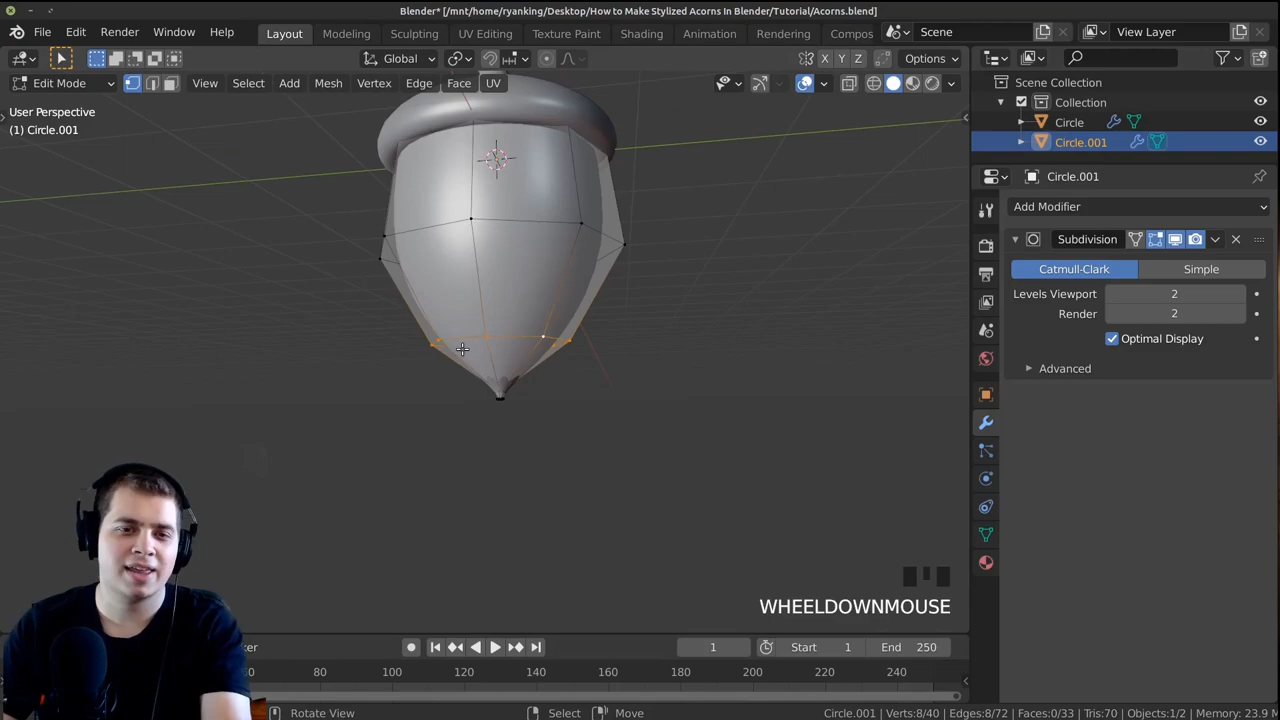 Blender* [/mnt/home/ryanking/Desktop/How to Make Stylized Acorns In Blender/Tutorial/Acorns.blend]
File Edit Render Window Help Layout Modeling Sculpting UV Editing Texture Paint Shading Animation Rendering Compos Scene View Layer
Global X Y Z Options
Edit Mode View Select Add Mesh Vertex Edge Face UV
User Perspective
(1) Circle.001
Scene Collection
Collection
Circle
Circle.001
Circle.001
Add Modifier
Subdivision
Catmull-Clark Simple
Levels Viewport 2
Render 2
Optimal Display
Advanced
WHEELDOWNMOUSE
ker 1 Start 1 End 250
60 80 100 120 140 160 180 200 220 240
Rotate View Select Move Circle.001 | Verts:8/40 | Edges:8/72 | Faces:0/33 | Tris:70 | Objects:1/2 | Memory: 23.9 M